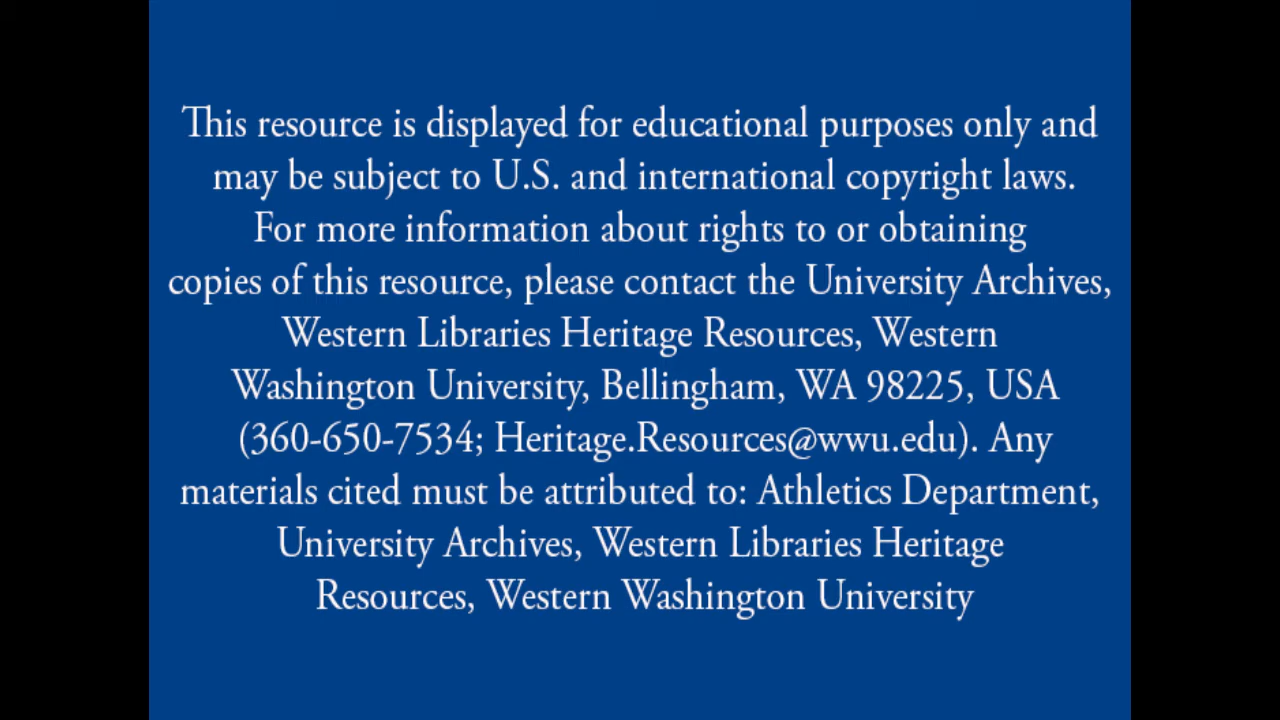 This resource is displayed for educational purposes only and
may be subject to U.S. and international copyright laws.
For more information about rights to or obtaining
copies of this resource, please contact the University Archives,
Western Libraries Heritage Resources, Western
Washington University, Bellingham, WA 98225, USA
(360-650-7534; Heritage.Resources@wwu.edu). Any
materials cited must be attributed to: Athletics Department,
University Archives, Western Libraries Heritage
Resources, Western Washington University